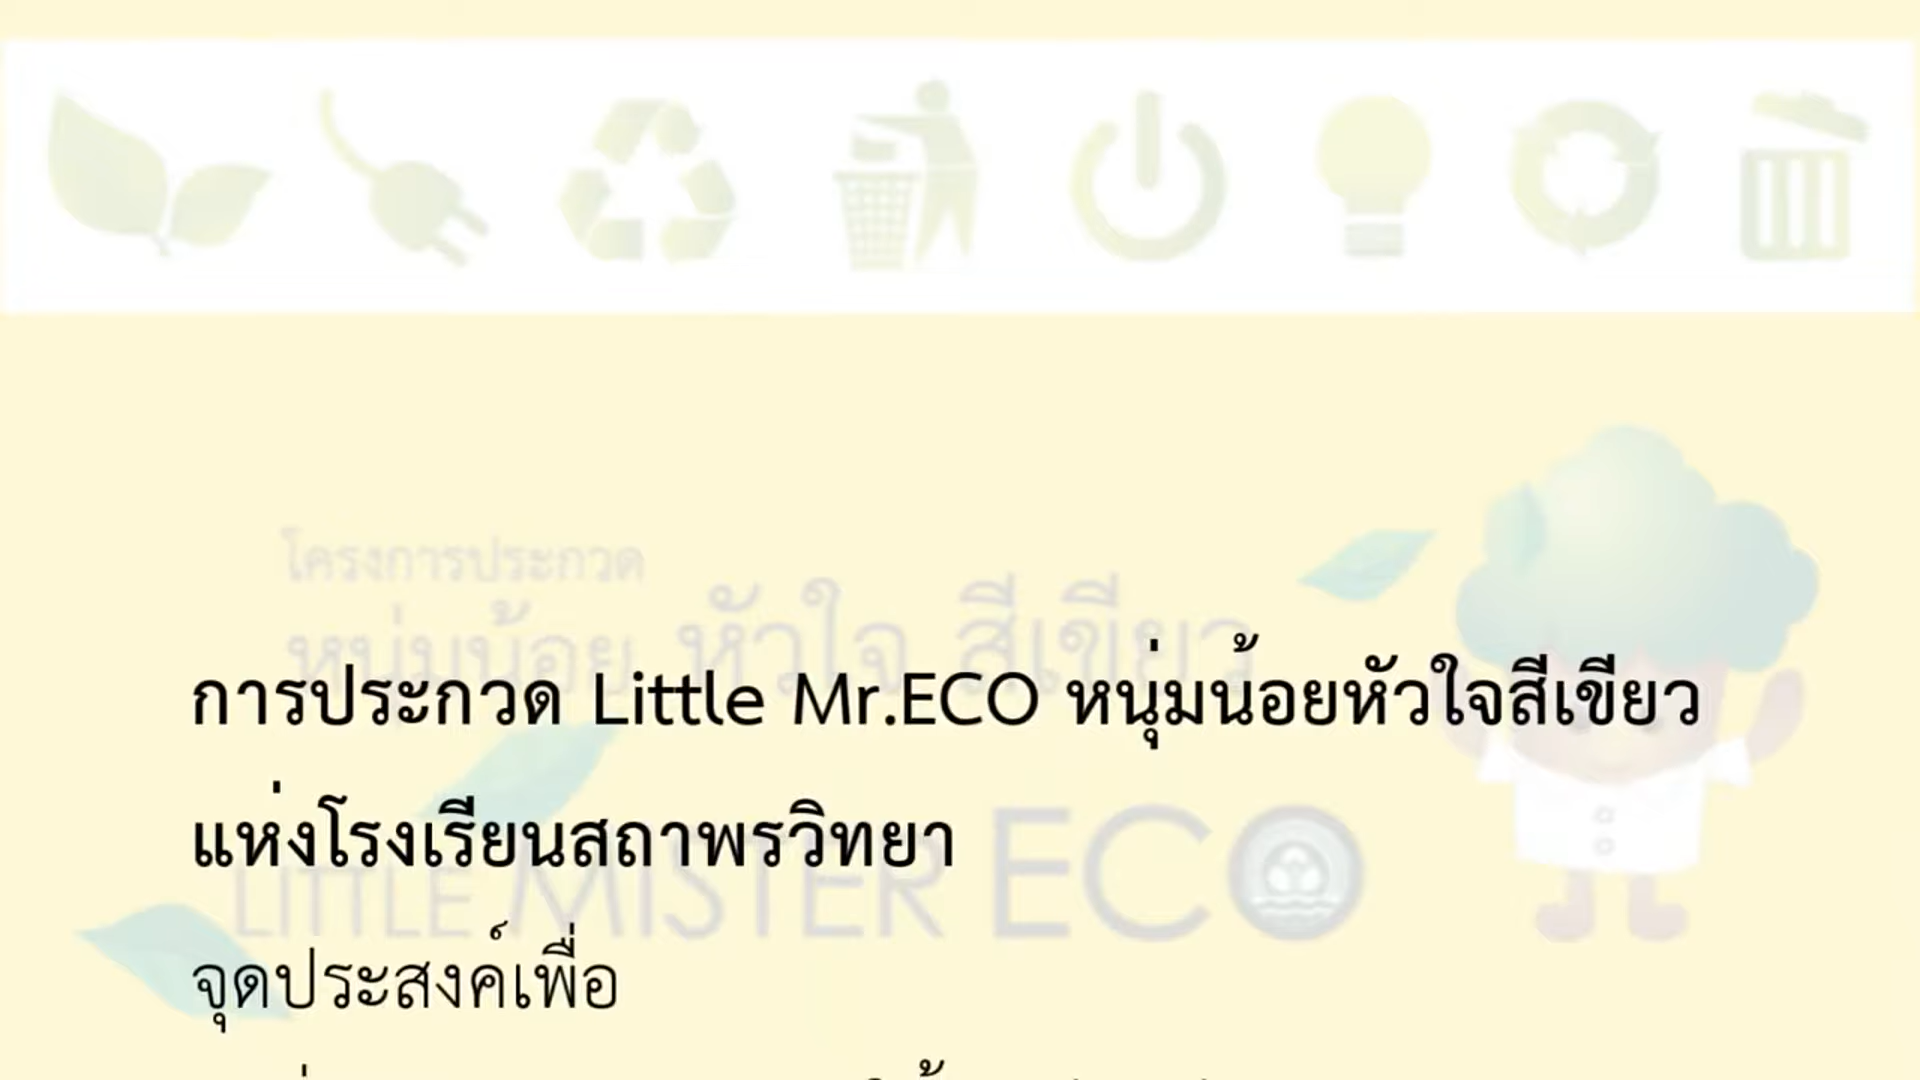 โครงการประกวด
หนุ่มน้อย หัวใจ สีเขียว
การประกวด Little Mr.ECO หนุ่มน้อยหัวใจสีเขียว
แห่งโรงเรียนสถาพรวิทยา
LITTLE MISTER ECO
จุดประสงค์เพื่อ